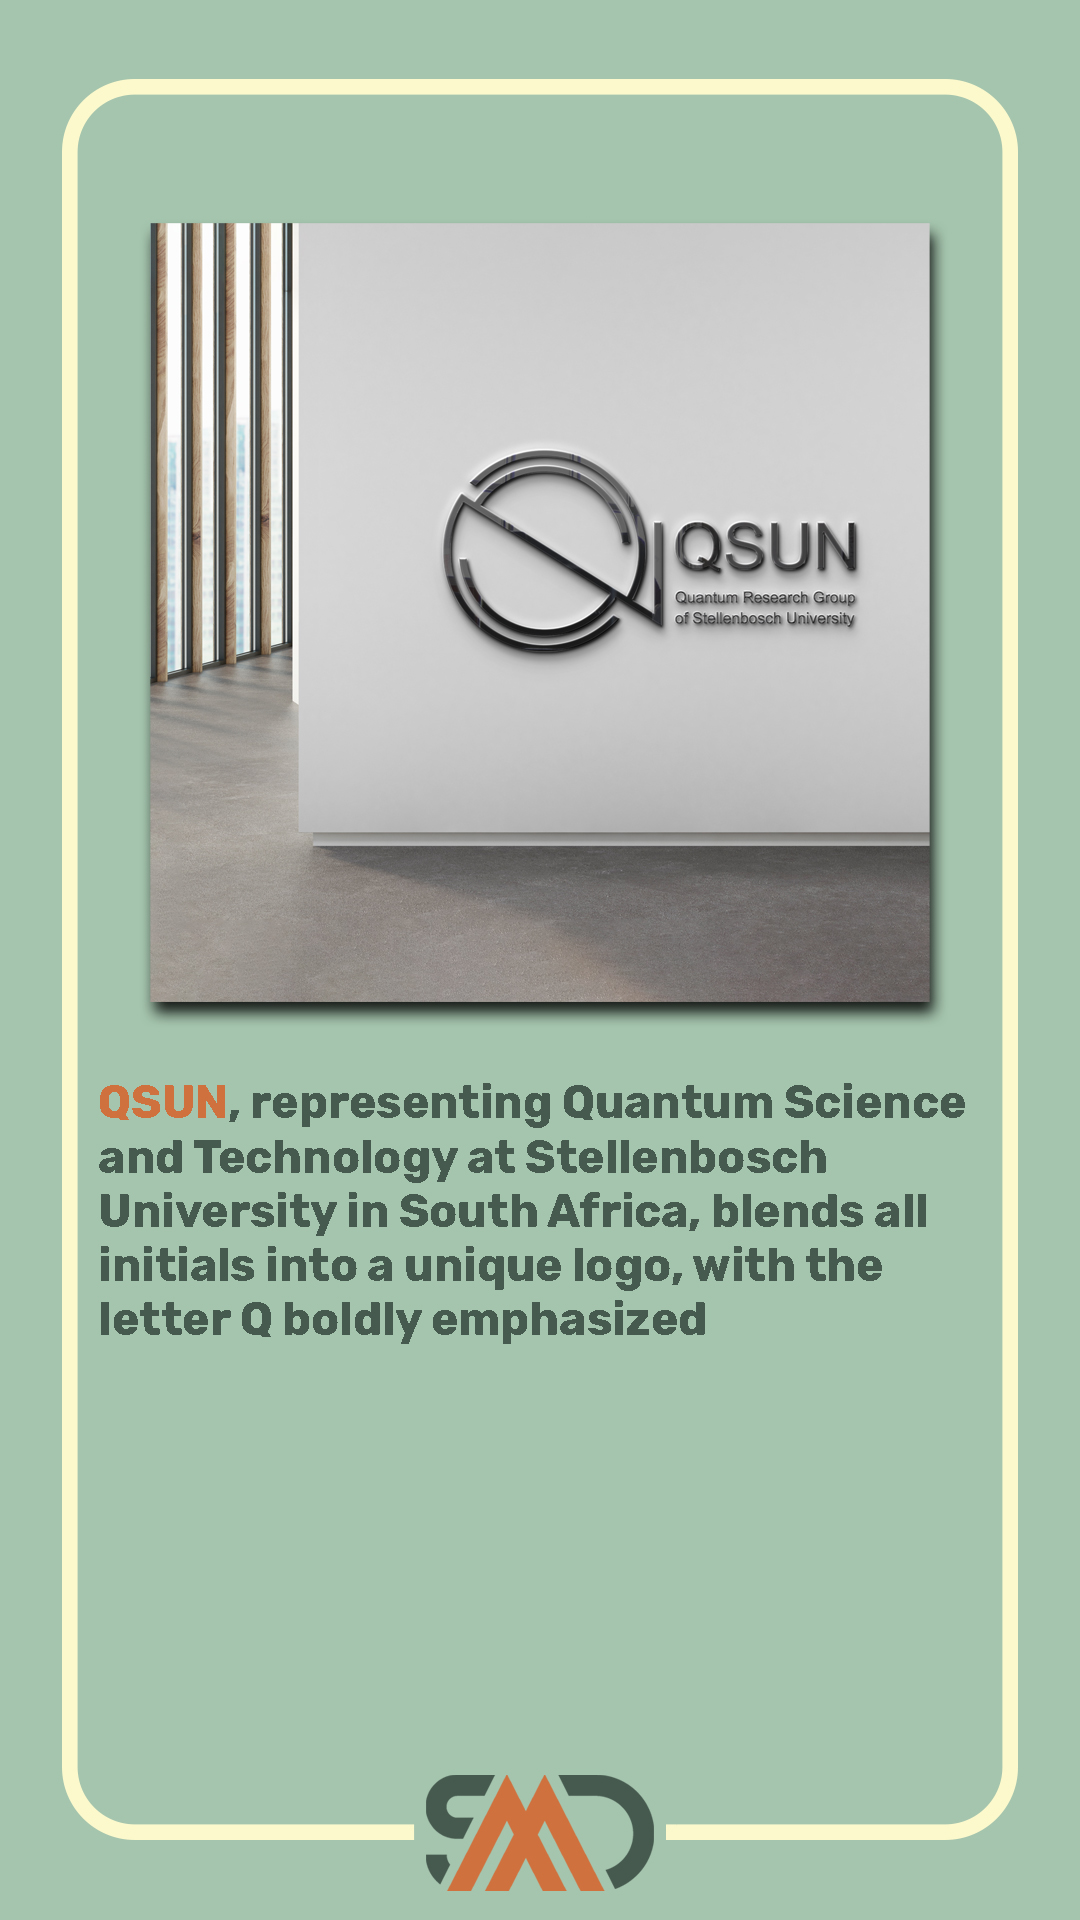 QSUN
Quantum Research Group
of Stellenbosch University
QSUN, representing Quantum Science
and Technology at Stellenbosch
University in South Africa, blends all
initials into a unique logo, with the
letter Q boldly emphasized
SMD